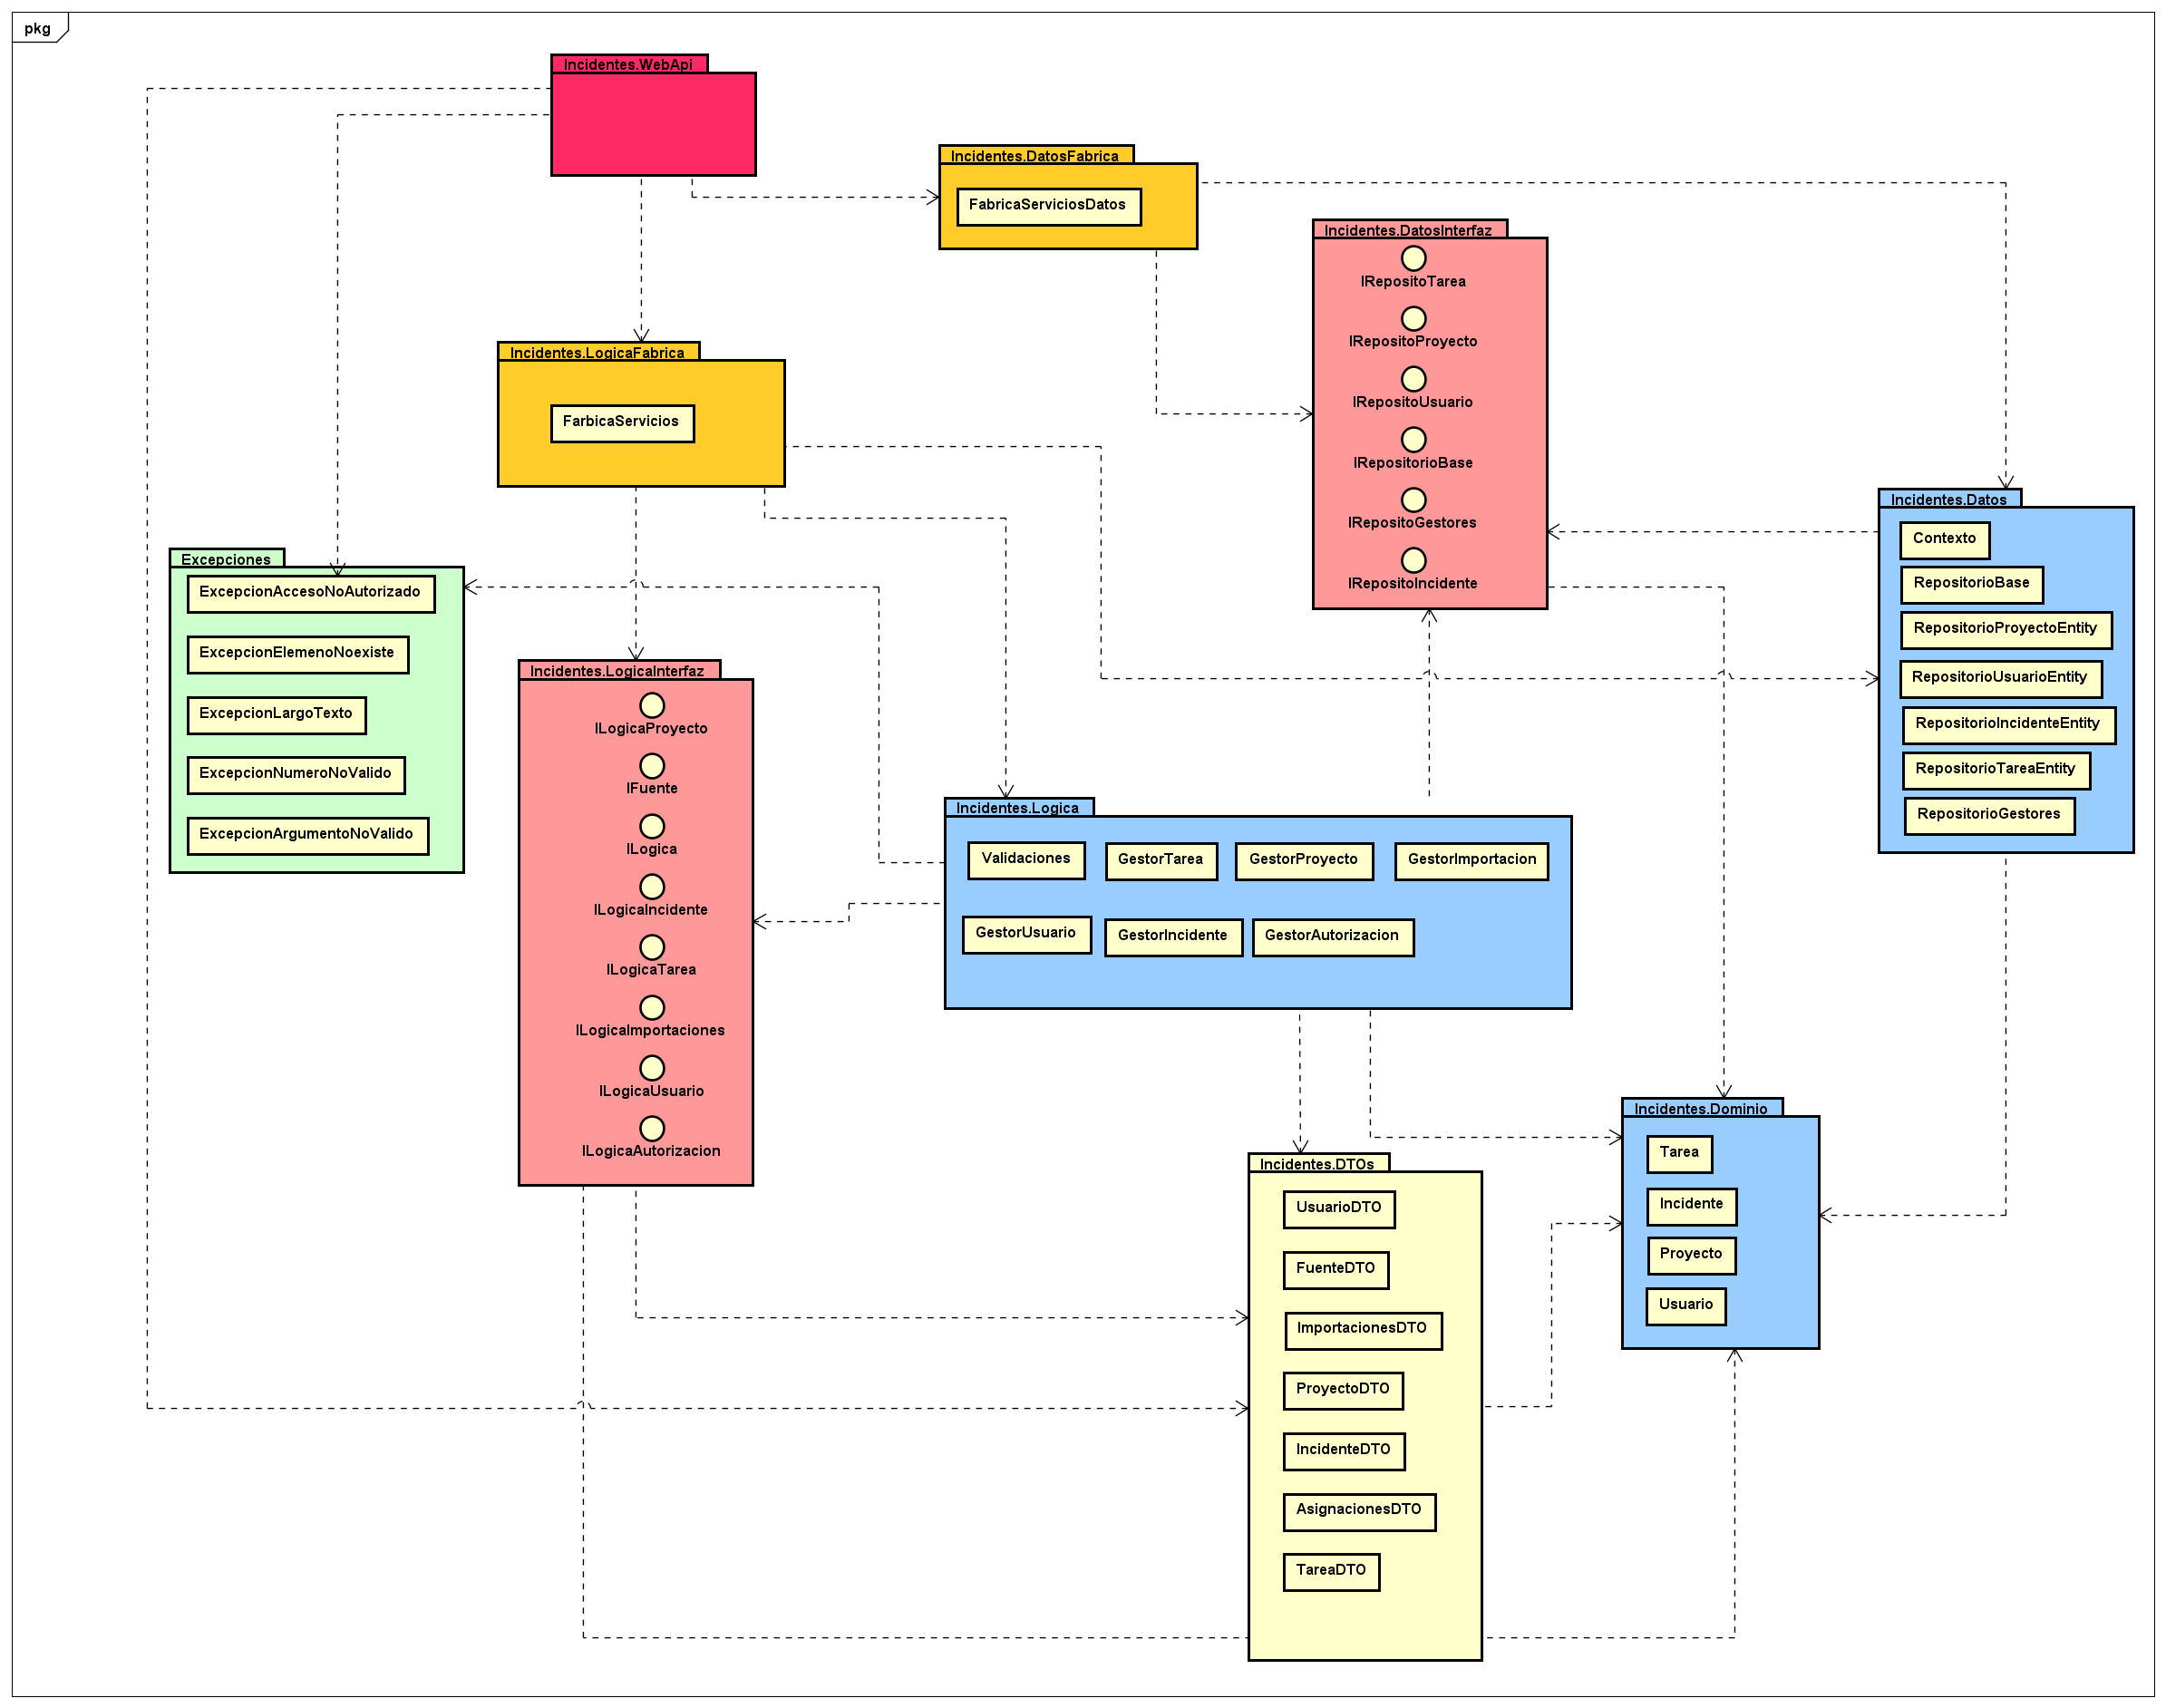 pkg
Incidentes.WebApi
Incidentes.DatosFabrica
FabricaServiciosDatos
Incidentes.DatosInterfaz
IRepositoTarea
IRepositoProyecto
IRepositoUsuario
IRepositorioBase
IRepositoGestores
IRepositoIncidente
Incidentes.LogicaFabrica
FarbicaServicios
Incidentes.Datos
Contexto
RepositorioBase
RepositorioProyectoEntity
RepositorioUsuarioEntity
RepositorioIncidenteEntity
RepositorioTareaEntity
RepositorioGestores
Excepciones
ExcepcionAccesoNoAutorizado
ExcepcionElemenoNoexiste
ExcepcionLargoTexto
ExcepcionNumeroNoValido
ExcepcionArgumentoNoValido
Incidentes.LogicaInterfaz
ILogicaProyecto
IFuente
ILogica
ILogicaIncidente
ILogicaTarea
ILogicaImportaciones
ILogicaUsuario
ILogicaAutorizacion
Incidentes.Logica
Validaciones
GestorTarea
GestorProyecto
GestorImportacion
GestorUsuario
GestorIncidente
GestorAutorizacion
Incidentes.Dominio
Tarea
Incidente
Proyecto
Usuario
Incidentes.DTOs
UsuarioDTO
FuenteDTO
ImportacionesDTO
ProyectoDTO
IncidenteDTO
AsignacionesDTO
TareaDTO